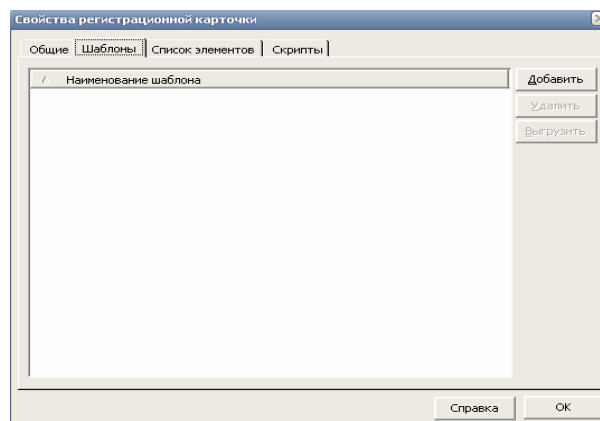 Свойства регистрационной карточки
Общие Шаблоны Список элементов Скрипты
/ Наименование шаблона
Добавить
Удалить
Выгрузить
Справка OK